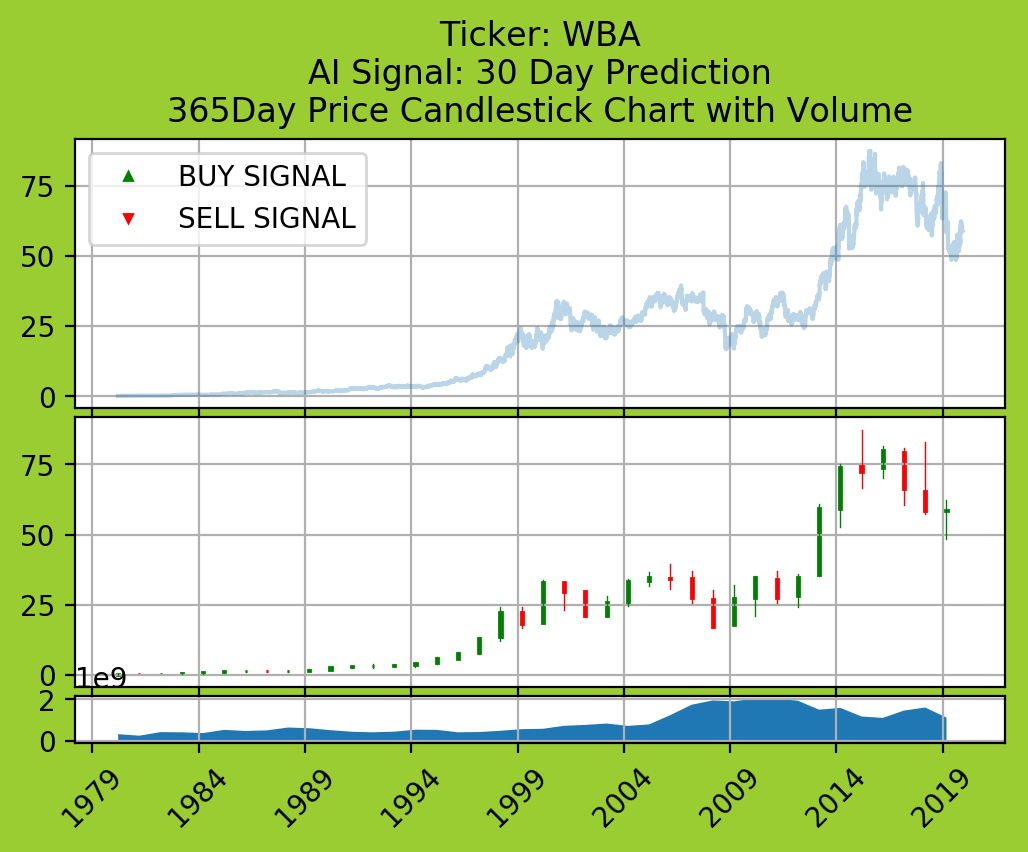 Ticker: WBA
AI Signal: 30 Day Prediction
365Day Price Candlestick Chart with Volume
BUY SIGNAL
SELL SIGNAL
75
50
25
0
75
50
25
0
1e9
2
0
1979 1984 1989 1994 1999 2004 2009 2014 2019